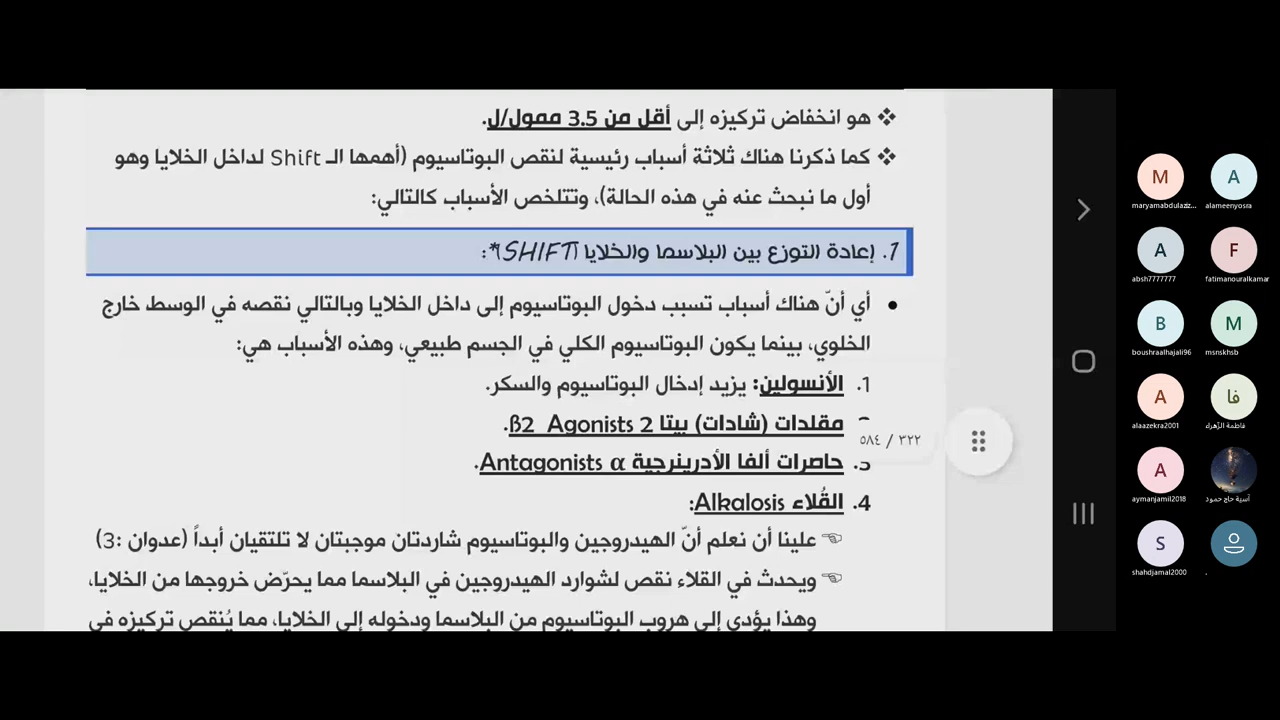 ❖ هو انخفاض تركيزه إلى أقل من 3.5 ممول/ل.
❖ كما ذكرنا هناك ثلاثة أسباب رئيسية لنقص البوتاسيوم (أهمها الـ Shift لداخل الخلايا وهو
أول ما نبحث عنه في هذه الحالة)، وتتلخص الأسباب كالتالي:
1. إعادة التوزع بين البلاسما والخلايا (SHIFT)*:
• أي أنّ هناك أسباب تسبب دخول البوتاسيوم إلى داخل الخلايا وبالتالي نقصه في الوسط خارج
الخلوي، بينما يكون البوتاسيوم الكلي في الجسم طبيعي، وهذه الأسباب هي:
1. الأنسولين: يزيد إدخال البوتاسيوم والسكر.
مقلدات (شادات) بيتا 2 β2 Agonists.
حاصرات ألفا الأدرينرجية Antagonists α.
4. القُلاء Alkalosis:
علينا أن نعلم أنّ الهيدروجين والبوتاسيوم شاردتان موجبتان لا تلتقيان أبداً (عدوان :3)
ويحدث في القلاء نقص لشوارد الهيدروجين في البلاسما مما يحرّض خروجها من الخلايا،
وهذا يؤدي إلى هروب البوتاسيوم من البلاسما ودخوله إلى الخلايا، مما يُنقص تركيزه في
٣٢٢ / ٥٨٤
M
maryamabdulaziz...
A
alameenyosra
A
absh7777777
F
fatimanouralkamar
B
boushraalhajali96
M
msnskhsb
A
alaazekra2001
فا
فاطمة الزهراء
A
aymanjamil2018
آسية حاج حمود
S
shahdjamal2000
.